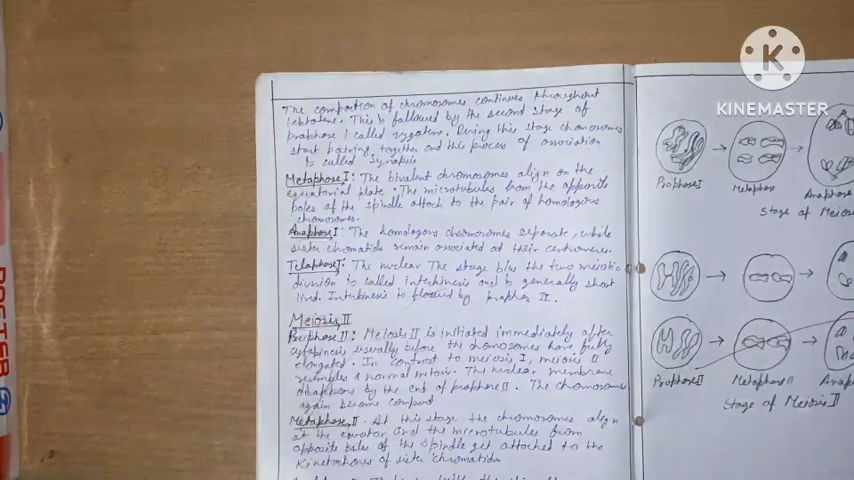 The compaction of chromosomes continues throughout
leptotene. This is followed by the second stage of
prophase I called zygotene. During this stage chomosomes
start pairing together and this process of association
is called Synapsis
Metaphase I: The bivalent chromosomes align on the
equatorial plate. The microtubules from the opposite
poles of the spindle attach to the pair of homologous
chromosomes.
Anaphase I: The homologous chromosomes separate, while
sister chromatids remain associated at their centromeres.
Telophase I: The nuclear The stage b/w the two meiotic
division is called Interkinesis and is generally short
lived. Interkinesis is by prophase II.
Meiosis II
Prophase II: Meiosis II is initiated immediately after
usually before the chomosomes have fully
elongated. In contrast to meiosis I, meiosis II
resembles a normal mitosis. The nuclear membrane
by the end of prophase II. The chomosomes
again become
Metaphase II. At this stage the chromosomes align
at the equator and the microtubules from
opposite poles of the spindle get attached to the
Kinetochores of sister chromatids
KINEMASTER
Prophase I
Metaphase
Anaphase
Stage of Meios
Prophase II
Metaphase II
Anap
Stage of Meiosis II